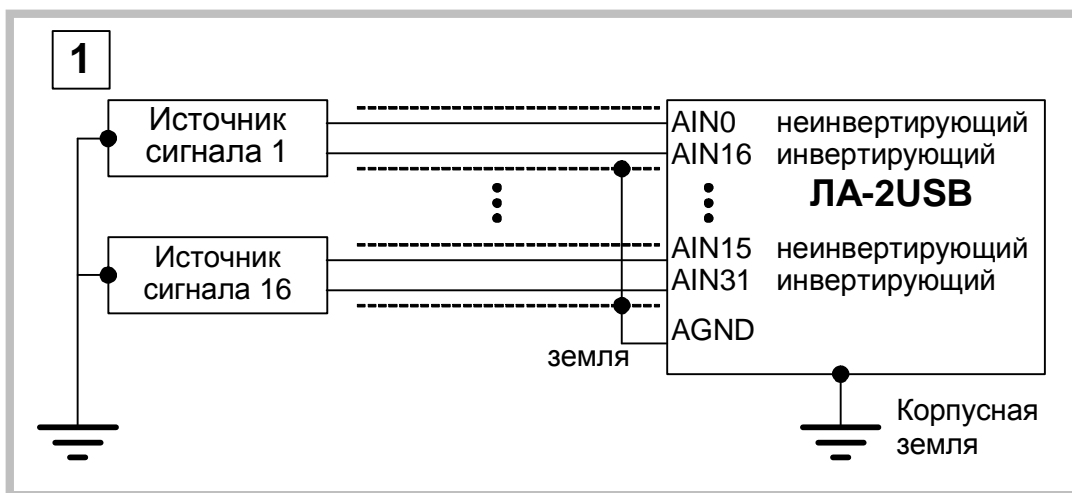 1
Источник
сигнала 1
AIN0 неинвертирующий
AIN16 инвертирующий
ЛА-2USB
Источник
сигнала 16
AIN15 неинвертирующий
AIN31 инвертирующий
AGND
земля
Корпусная
земля